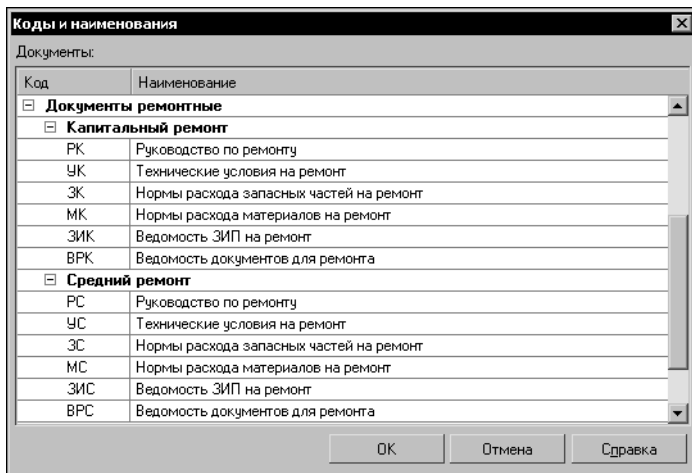 Коды и наименования
Документы:
Код Наименование
Документы ремонтные
Капитальный ремонт
РК Руководство по ремонту
УК Технические условия на ремонт
ЗК Нормы расхода запасных частей на ремонт
МК Нормы расхода материалов на ремонт
ЗИК Ведомость ЗИП на ремонт
ВРК Ведомость документов для ремонта
Средний ремонт
РС Руководство по ремонту
УС Технические условия на ремонт
ЗС Нормы расхода запасных частей на ремонт
МС Нормы расхода материалов на ремонт
ЗИС Ведомость ЗИП на ремонт
ВРС Ведомость документов для ремонта
OK Отмена Справка